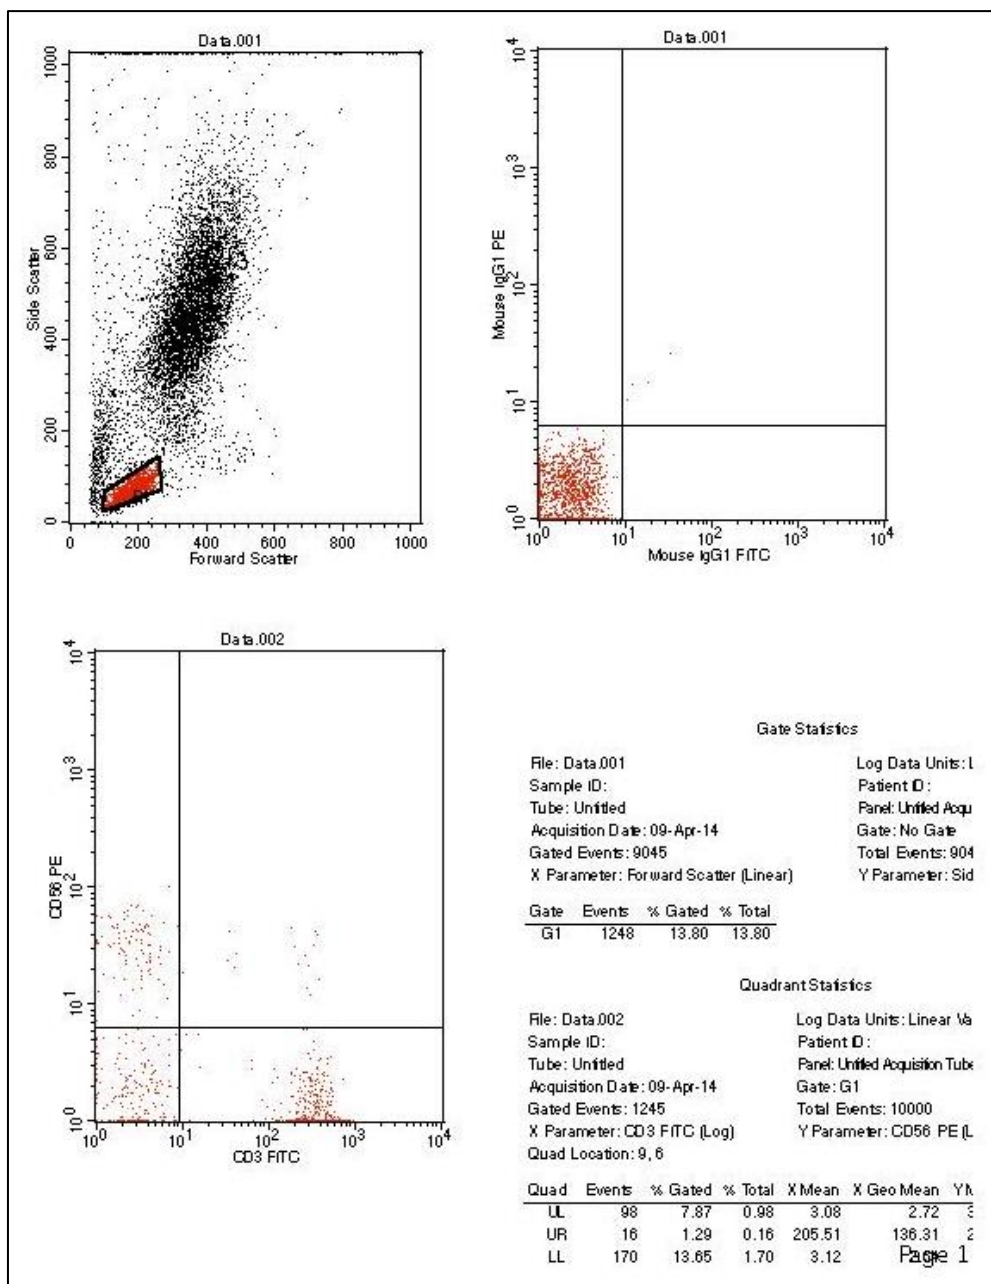 Data.001
1000
800
600
400
200
0
Side Scatter
0 200 400 600 800 1000
Forward Scatter
Data.001
10^4
10^3
10^2
10^1
10^0
Mouse IgG1 PE
10^0 10^1 10^2 10^3 10^4
Mouse IgG1 FITC
Data.002
10^4
10^3
10^2
10^1
10^0
CD56 PE
10^0 10^1 10^2 10^3 10^4
CD3 FITC
Gate Statistics
File: Data.001 Log Data Units: L
Sample ID: Patient ID:
Tube: Untitled Panel: Untitled Acqu
Acquisition Date: 09-Apr-14 Gate: No Gate
Gated Events: 9045 Total Events: 904
X Parameter: Forward Scatter (Linear) Y Parameter: Sid
Gate Events % Gated % Total
G1 1248 13.80 13.80
Quadrant Statistics
File: Data.002 Log Data Units: Linear Va
Sample ID: Patient ID:
Tube: Untitled Panel: Untitled Acquisition Tube
Acquisition Date: 09-Apr-14 Gate: G1
Gated Events: 1245 Total Events: 10000
X Parameter: CD3 FITC (Log) Y Parameter: CD56 PE (L
Quad Location: 9, 6
Quad Events % Gated % Total X Mean X Geo Mean
UL 98 7.87 0.98 3.08 2.72
UR 16 1.29 0.16 205.51 136.31
LL 170 13.65 1.70 3.12
Page 1